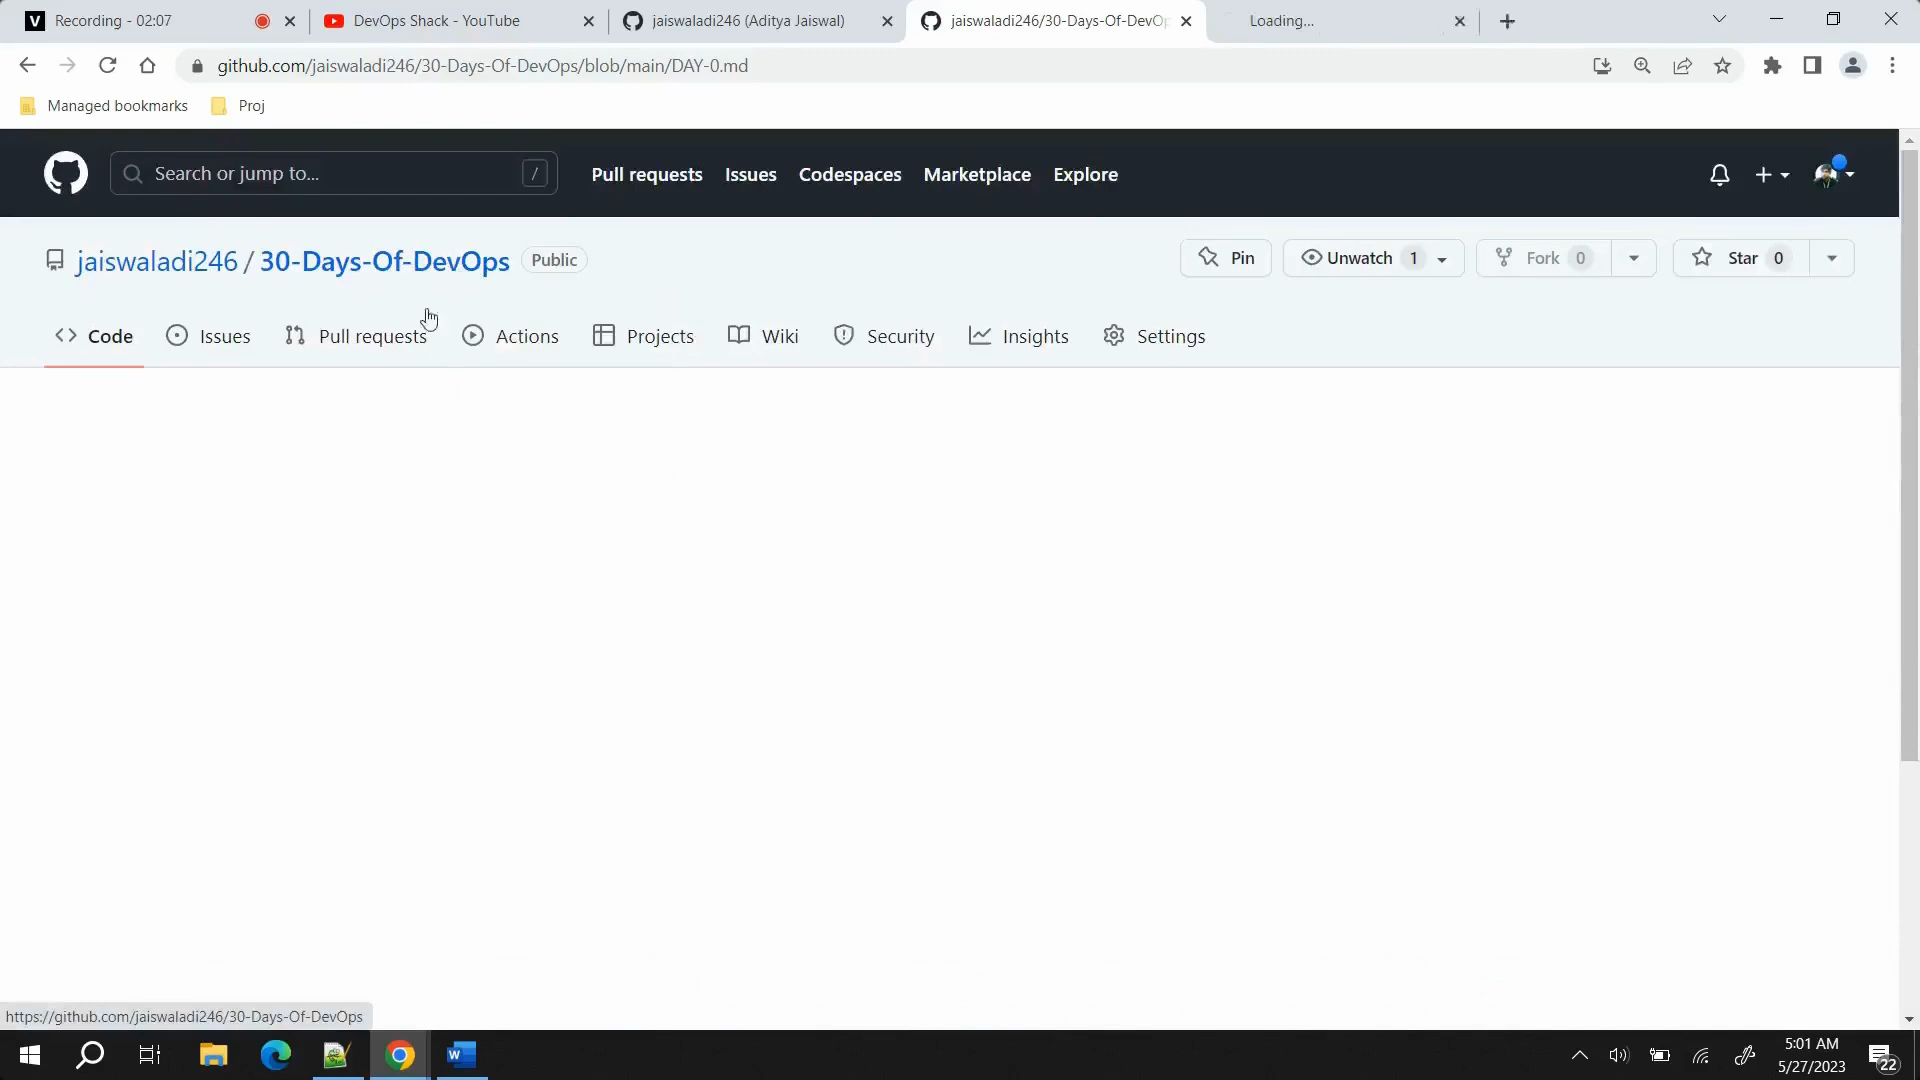 Recording - 02:07
DevOps Shack - YouTube
jaiswaladi246 (Aditya Jaiswal)
jaiswaladi246/30-Days-Of-DevOp
Loading...
github.com/jaiswaladi246/30-Days-Of-DevOps/blob/main/DAY-0.md
Managed bookmarks
Proj
Search or jump to...
/
Pull requests
Issues
Codespaces
Marketplace
Explore
jaiswaladi246 / 30-Days-Of-DevOps
Public
Pin
Unwatch 1
Fork 0
Star 0
Code
Issues
Pull requests
Actions
Projects
Wiki
Security
Insights
Settings
https://github.com/jaiswaladi246/30-Days-Of-DevOps
5:01 AM
5/27/2023
22